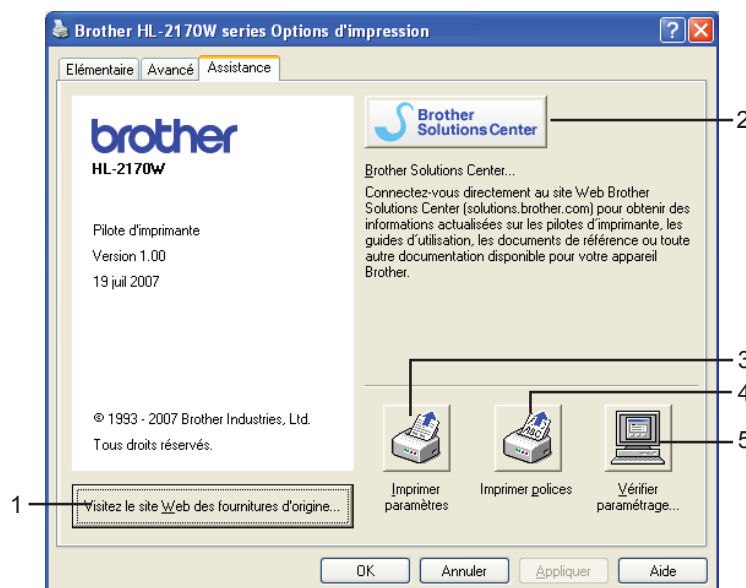 Brother HL-2170W series Options d'impression
Elémentaire Avancé Assistance
brother
HL-2170W
Pilote d'imprimante
Version 1.00
19 juil 2007
© 1993 - 2007 Brother Industries, Ltd.
Tous droits réservés.
1
Visitez le site Web des fournitures d'origine...
Brother
Solutions Center
2
Brother Solutions Center...
Connectez-vous directement au site Web Brother
Solutions Center (solutions.brother.com) pour obtenir des
informations actualisées sur les pilotes d'imprimante, les
guides d'utilisation, les documents de référence ou toute
autre documentation disponible pour votre appareil
Brother.
3
4
5
ABC
Imprimer
paramètres
Imprimer polices
Vérifier
paramétrage...
OK Annuler Appliquer Aide